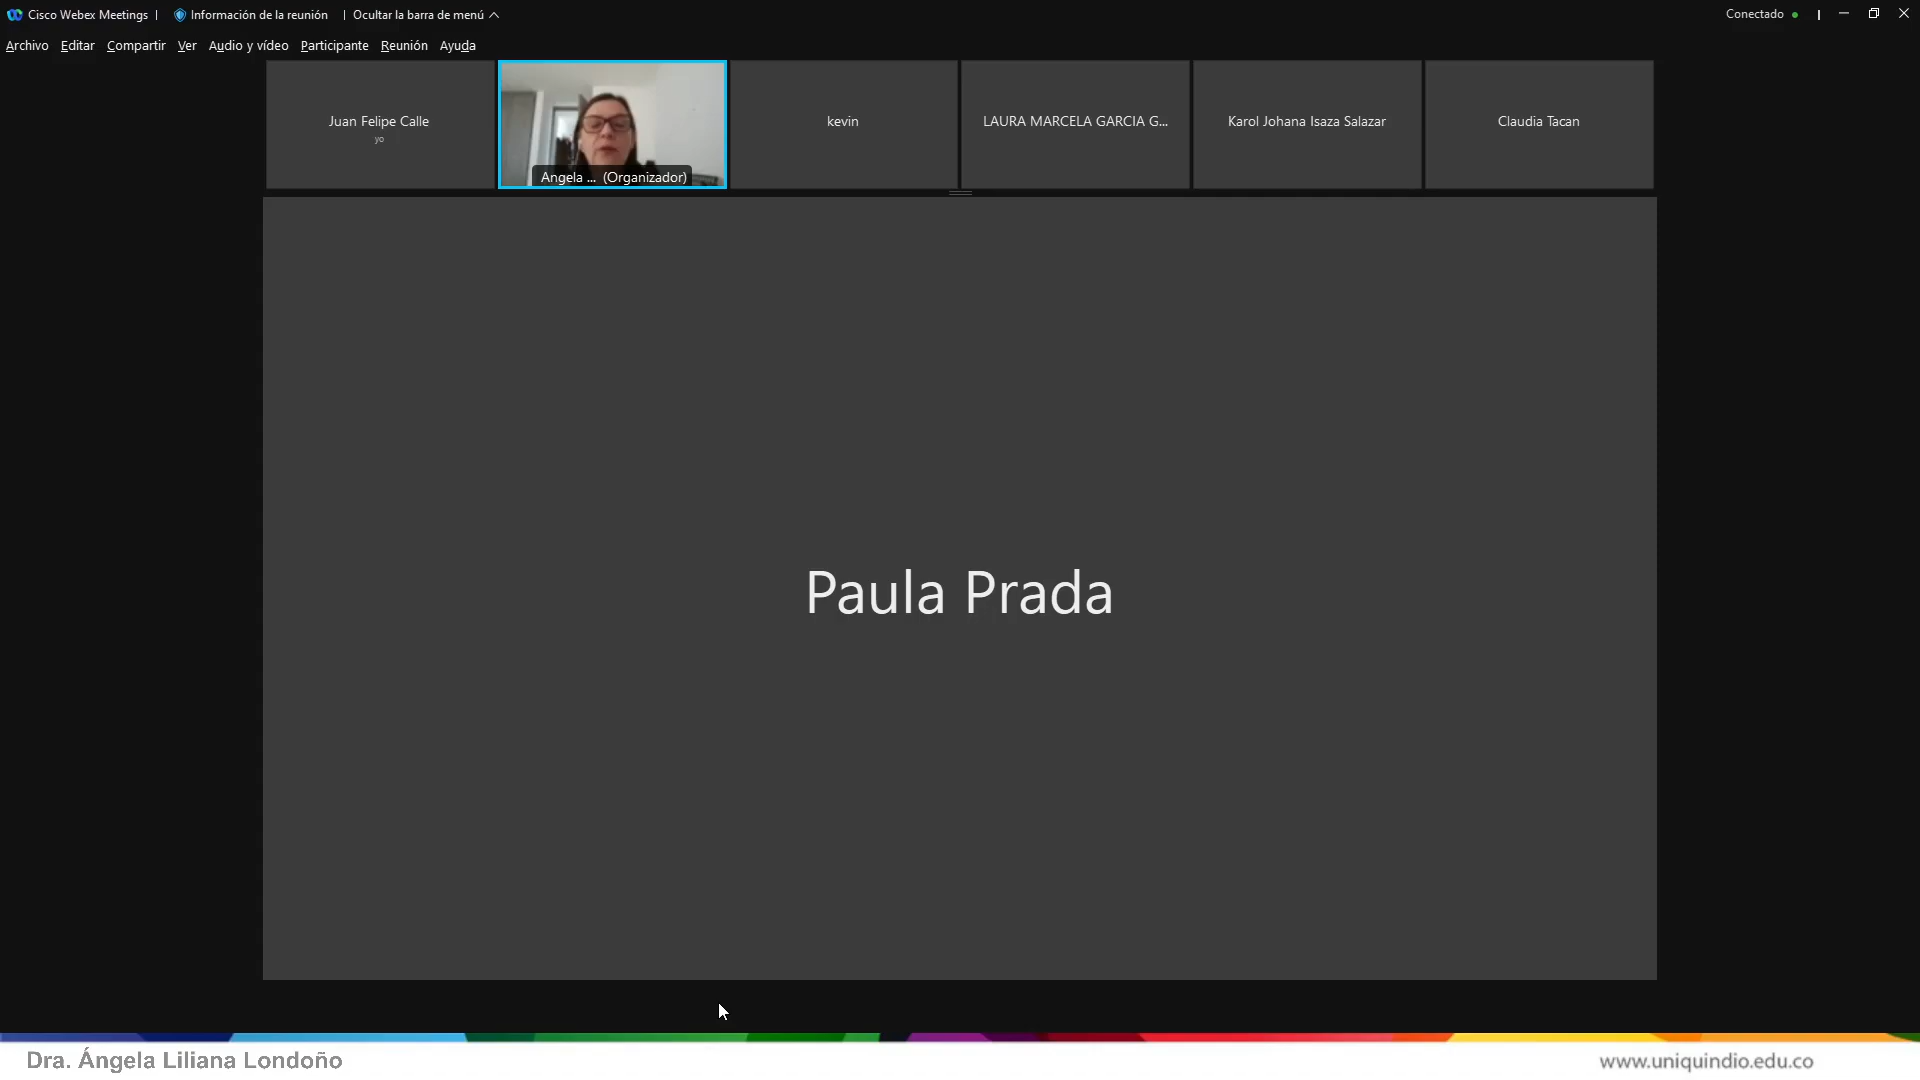 Cisco Webex Meetings | Información de la reunión | Ocultar la barra de menú Conectado
Archivo Editar Compartir Ver Audio y vídeo Participante Reunión Ayuda
Juan Felipe Calle
yo
Angela ... (Organizador)
kevin
LAURA MARCELA GARCIA G...
Karol Johana Isaza Salazar
Claudia Tacan
Paula Prada
Dra. Ángela Liliana Londoño
www.uniquindio.edu.co